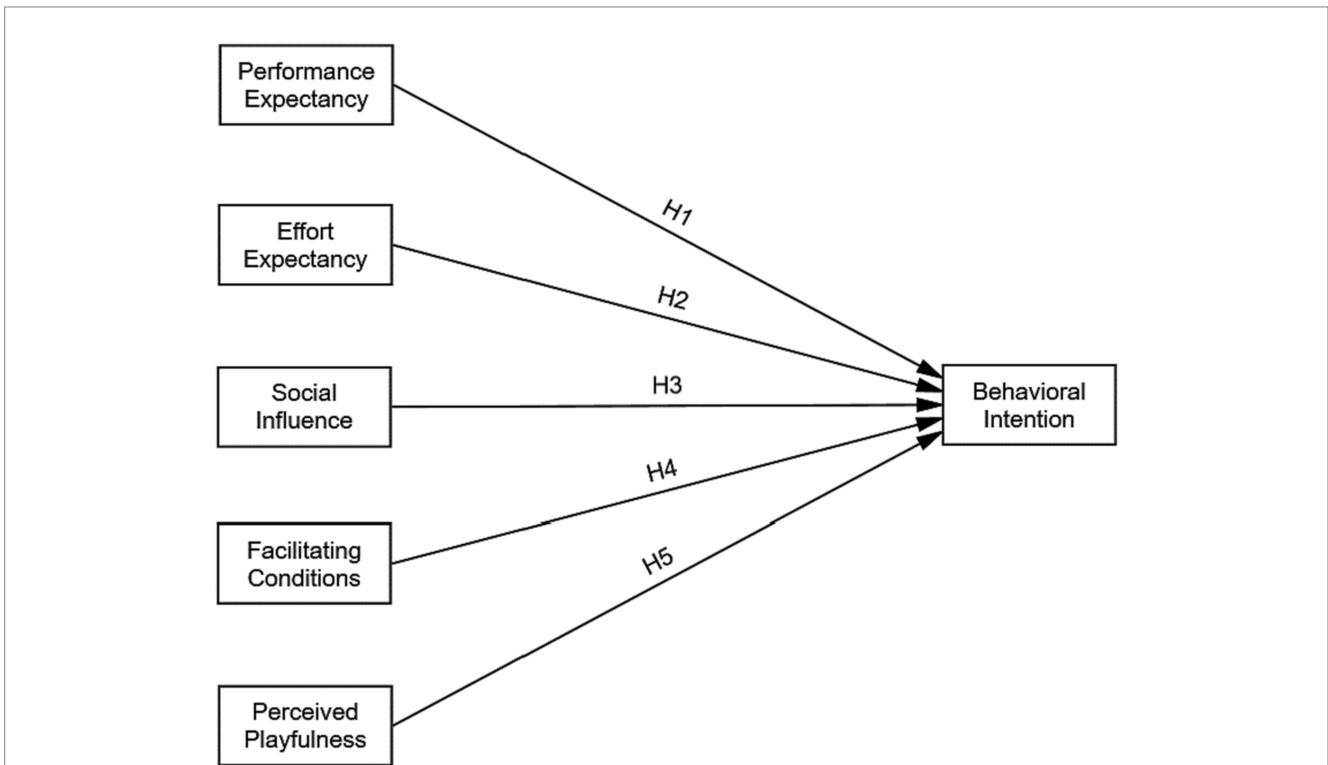 Performance
Expectancy
H1
Effort
Expectancy
H2
Social
Influence
H3
Behavioral
Intention
H4
Facilitating
Conditions
H5
Perceived
Playfulness